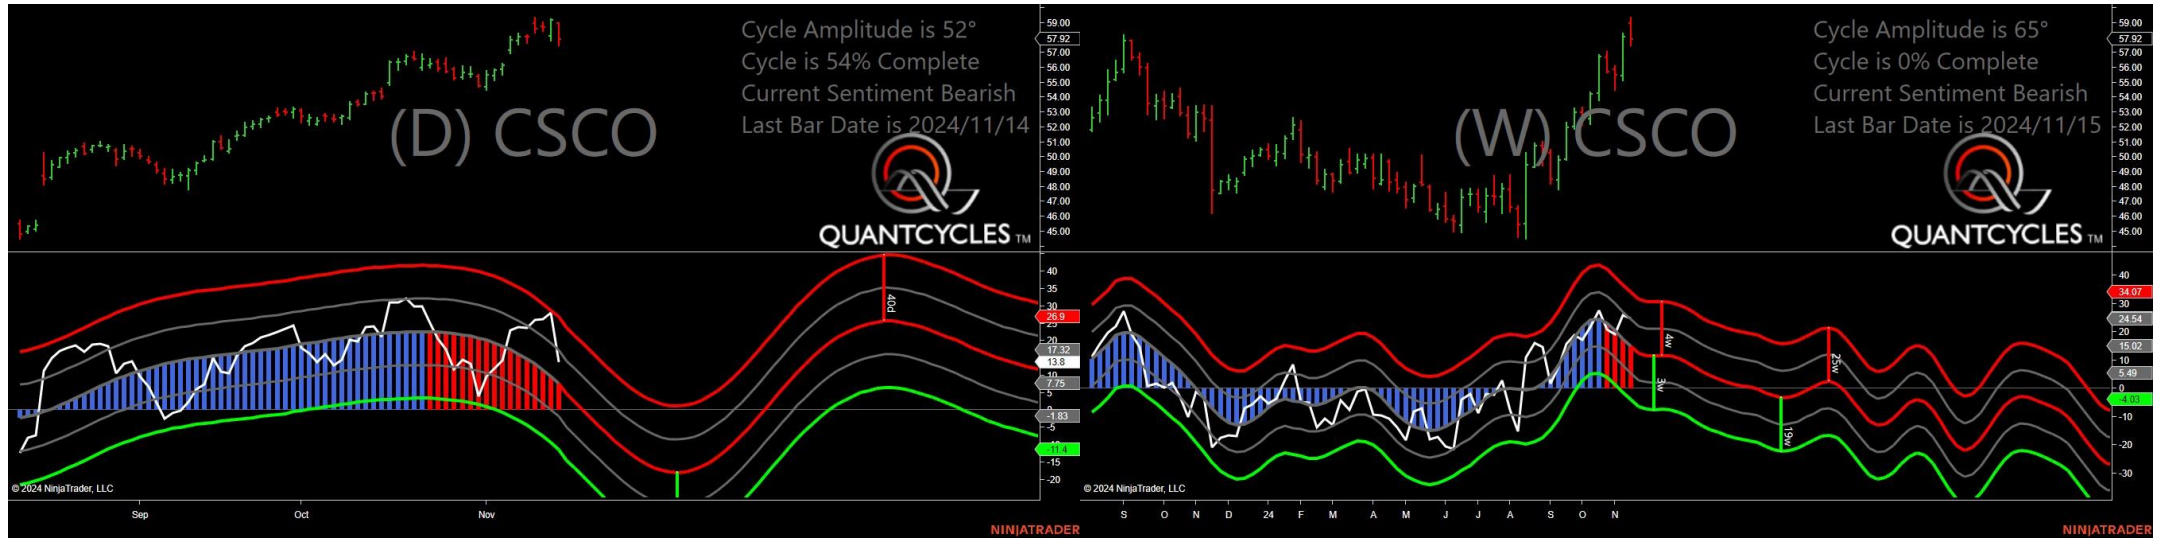 Cycle Amplitude is 52°
Cycle is 54% Complete
Current Sentiment Bearish
Last Bar Date is 2024/11/14
(D) CSCO
QUANTCYCLES TM
59.00
57.92
57.00
56.00
55.00
54.00
53.00
52.00
51.00
50.00
49.00
48.00
47.00
46.00
45.00
40d
40
35
30
26.9
25
20
17.32
13.8
10
7.75
5
0
-1.83
-5
-11.4
-15
-20
© 2024 NinjaTrader, LLC
Sep
Oct
Nov
NINJATRADER
Cycle Amplitude is 65°
Cycle is 0% Complete
Current Sentiment Bearish
Last Bar Date is 2024/11/15
(W) CSCO
QUANTCYCLES TM
59.00
57.92
57.00
56.00
55.00
54.00
53.00
52.00
51.00
50.00
49.00
48.00
47.00
46.00
45.00
4w
3w
25w
19w
40
34.07
30
24.54
20
15.02
10
5.49
0
-4.03
-10
-20
-30
© 2024 NinjaTrader, LLC
S
O
N
D
24
F
M
A
M
J
J
A
S
O
N
NINJATRADER